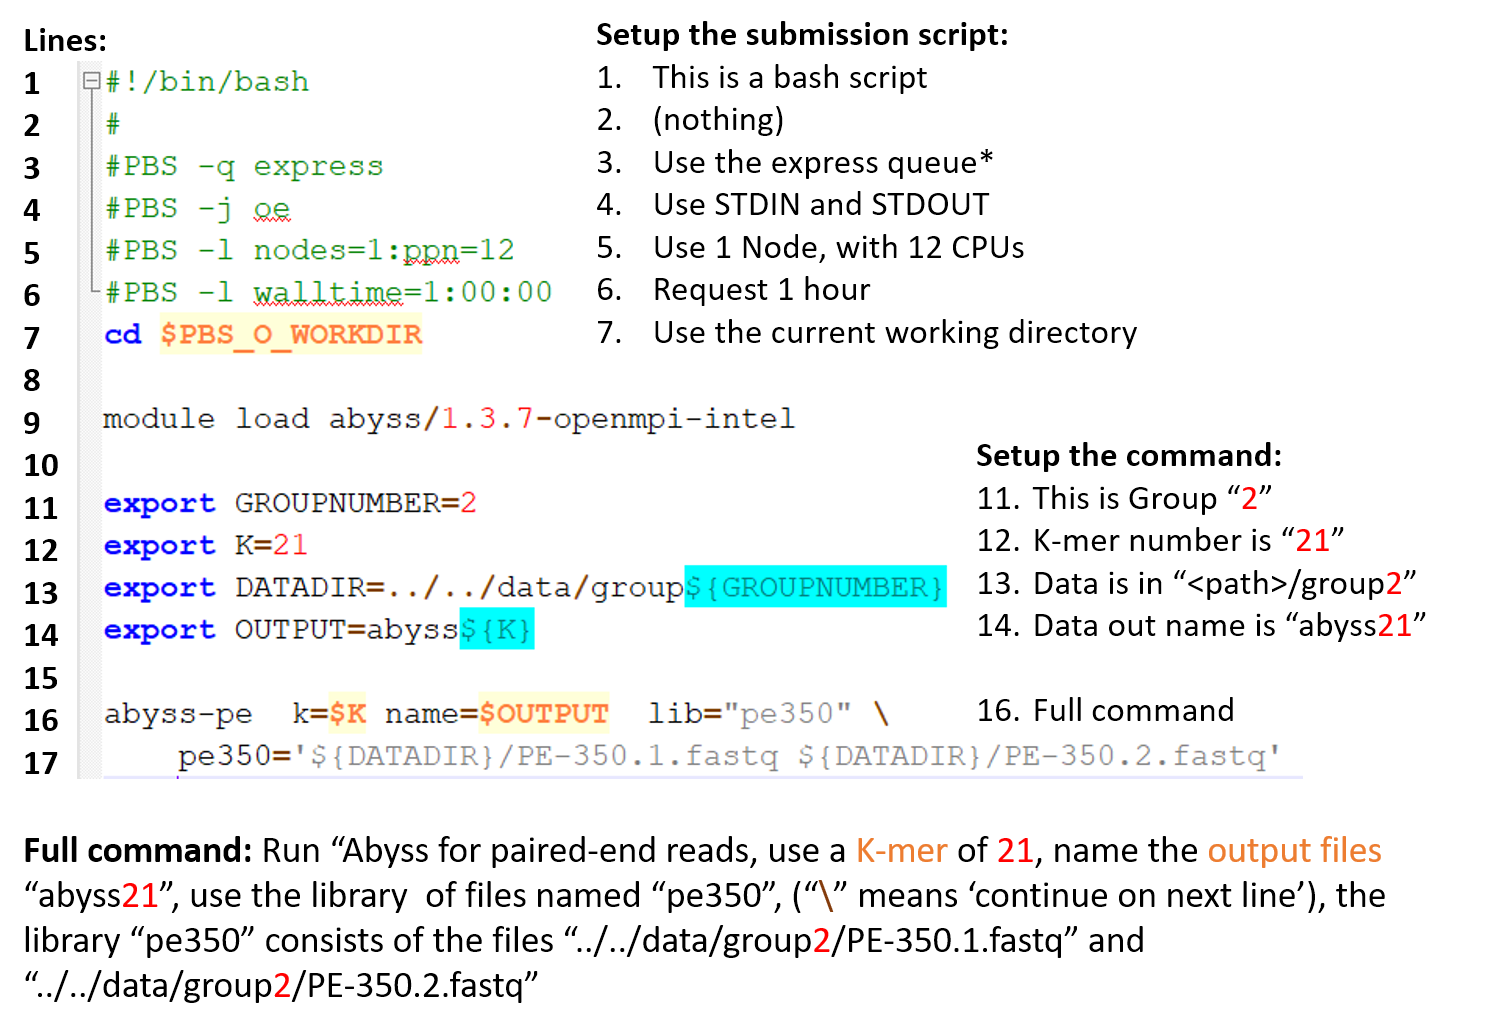 Lines:
Setup the submission script:
1 #!/bin/bash
1. This is a bash script
2 #
2. (nothing)
3 #PBS -q express
3. Use the express queue*
4 #PBS -j oe
4. Use STDIN and STDOUT
5 #PBS -l nodes=1:ppn=12
5. Use 1 Node, with 12 CPUs
6 #PBS -l walltime=1:00:00
6. Request 1 hour
7 cd $PBS_O_WORKDIR
7. Use the current working directory
8
9 module load abyss/1.3.7-openmpi-intel
10
Setup the command:
11 export GROUPNUMBER=2
11. This is Group “2”
12 export K=21
12. K-mer number is “21”
13 export DATADIR=../../data/group${GROUPNUMBER}
13. Data is in “<path>/group2”
14 export OUTPUT=abyss${K}
14. Data out name is “abyss21”
15
16 abyss-pe k=$K name=$OUTPUT lib="pe350" \
16. Full command
17 pe350='${DATADIR}/PE-350.1.fastq ${DATADIR}/PE-350.2.fastq'
Full command: Run “Abyss for paired-end reads, use a K-mer of 21, name the output files
“abyss21”, use the library of files named “pe350”, (“\” means ‘continue on next line’), the
library “pe350” consists of the files “../../data/group2/PE-350.1.fastq” and
“../../data/group2/PE-350.2.fastq”